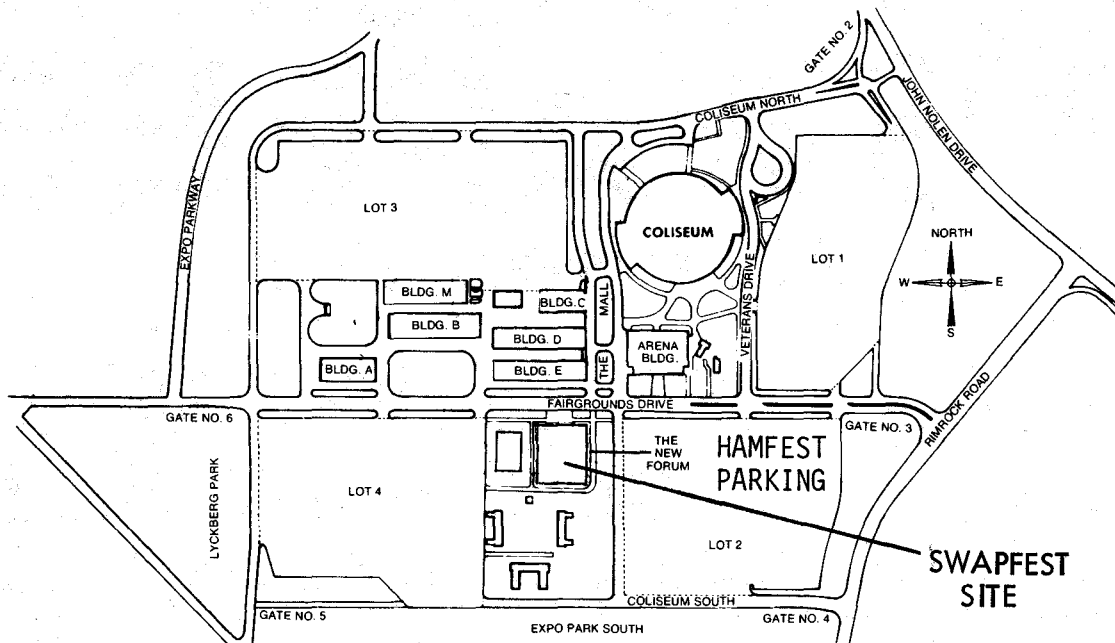 GATE NO. 2
JOHN NOLEN DRIVE
COLISEUM NORTH
EXPO PARKWAY
LOT 3
COLISEUM
LOT 1
NORTH
W
E
S
VETERANS DRIVE
BLDG. M
BLDG. C
THE MALL
BLDG. B
BLDG. D
ARENA
BLDG.
BLDG. A
BLDG. E
RIMROCK ROAD
FAIRGROUNDS DRIVE
GATE NO. 6
GATE NO. 3
THE
NEW
FORUM
HAMFEST
PARKING
LOT 4
LYCKBERG PARK
LOT 2
SWAPFEST
SITE
COLISEUM SOUTH
GATE NO. 5
GATE NO. 4
EXPO PARK SOUTH